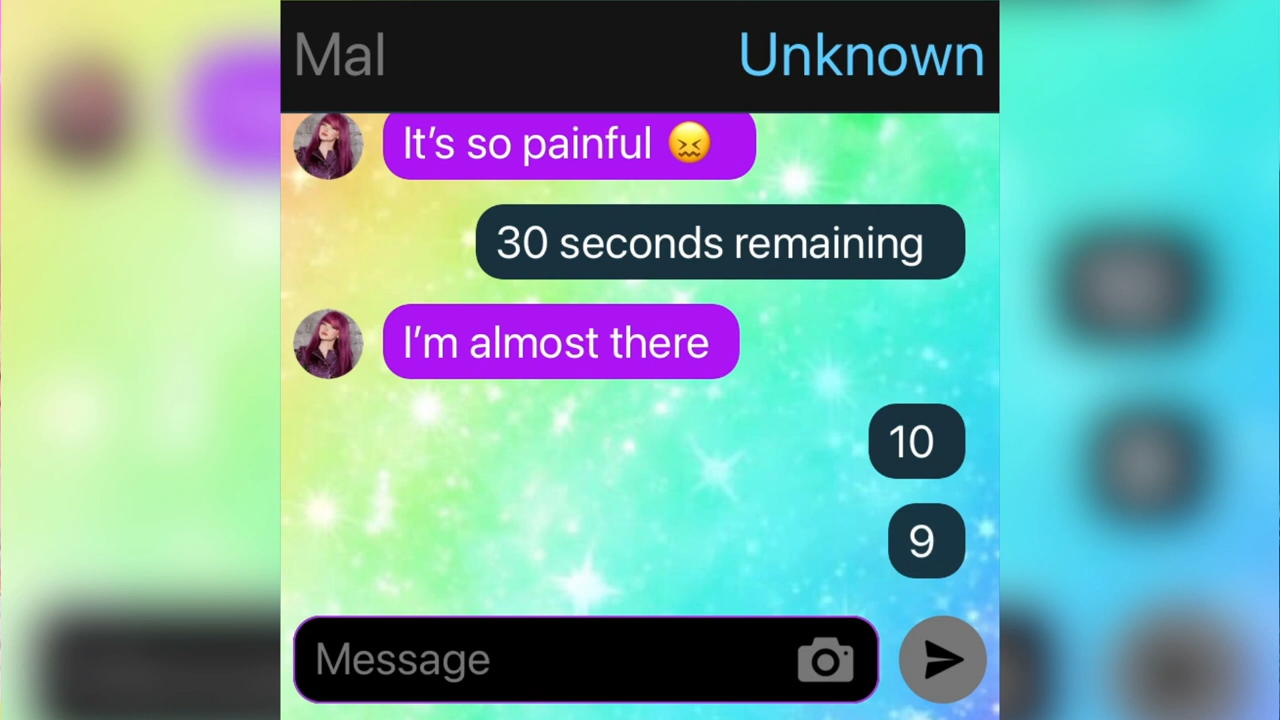 Mal
Unknown
It’s so painful 😖
30 seconds remaining
I’m almost there
10
9
Message